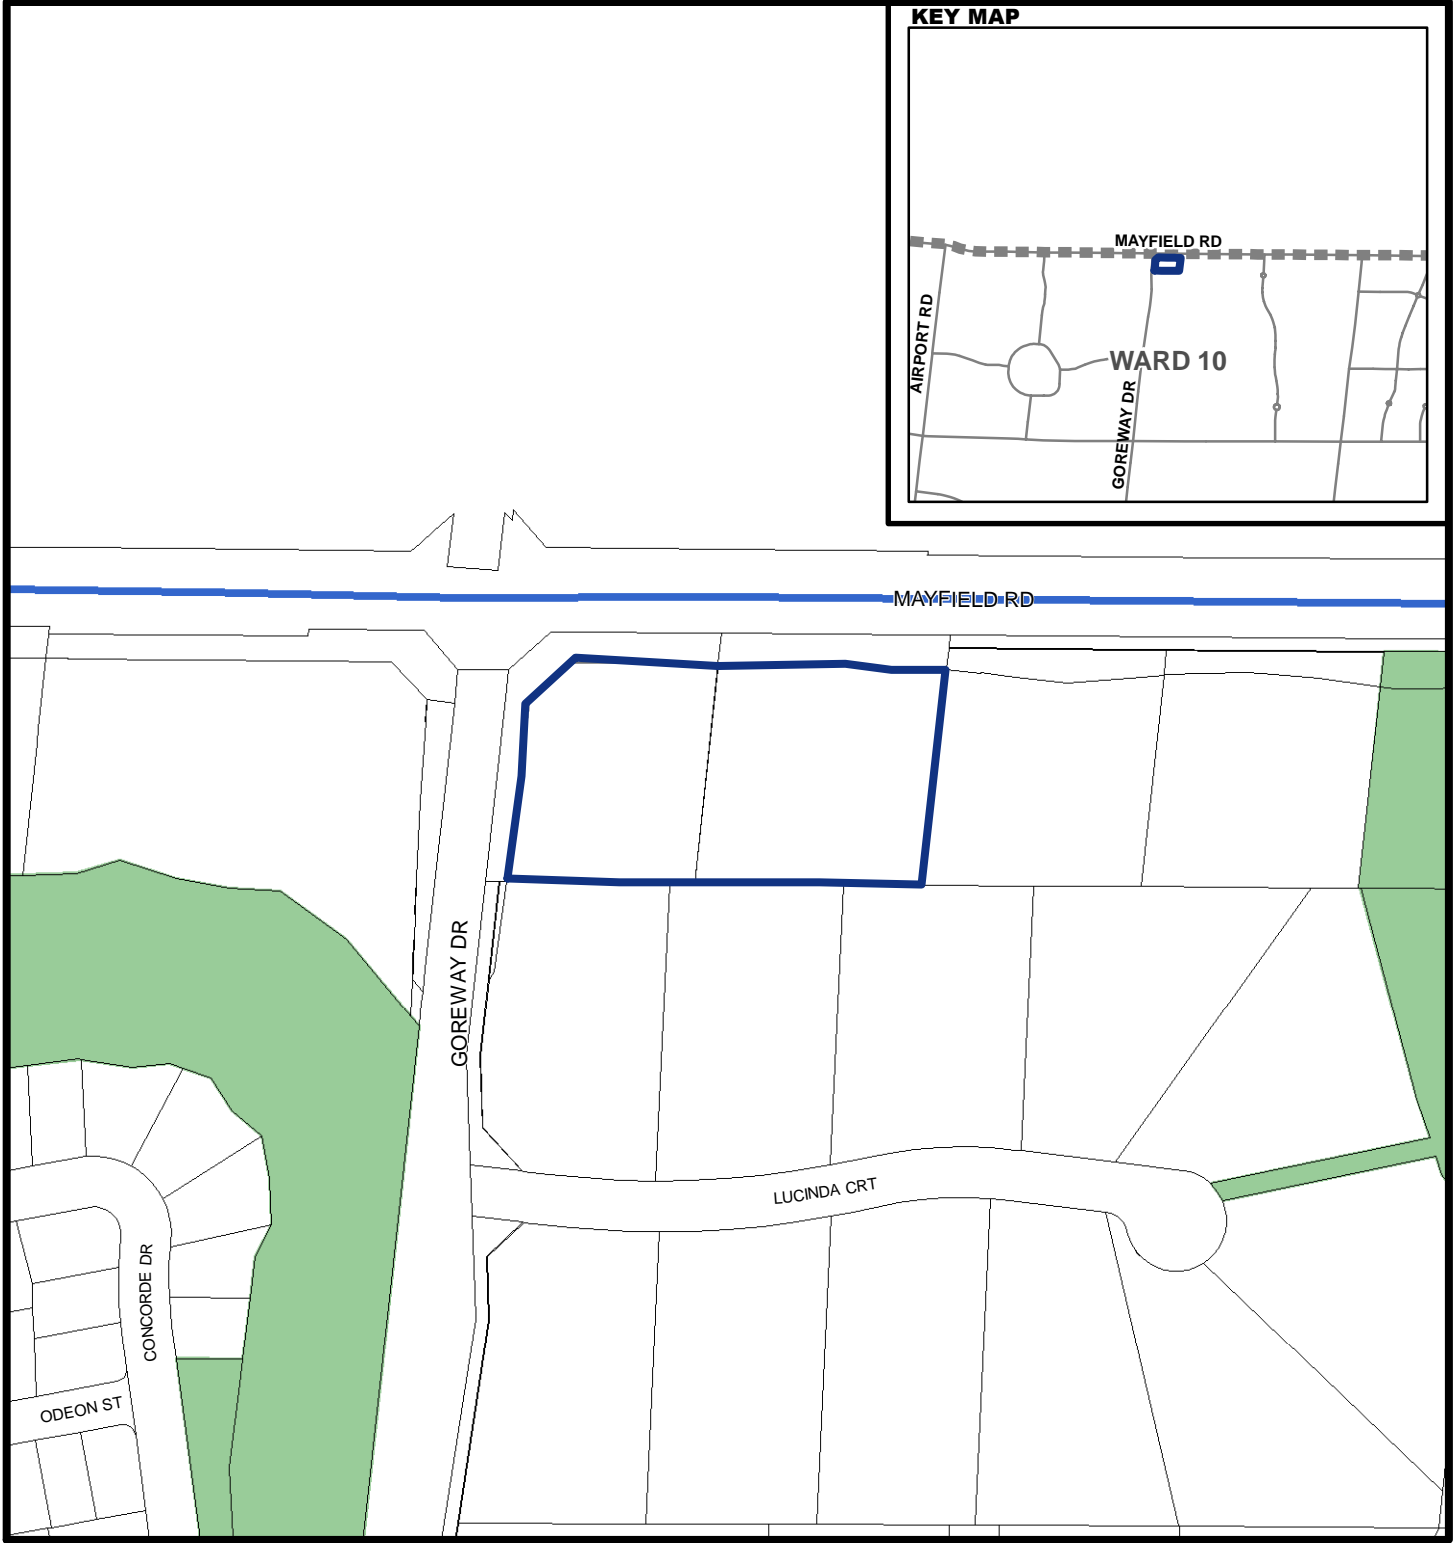 KEY MAP
MAYFIELD RD
AIRPORT RD
WARD 10
GOREWAY DR
MAYFIELD RD
GOREWAY DR
LUCINDA CRT
CONCORDE DR
ODEON ST